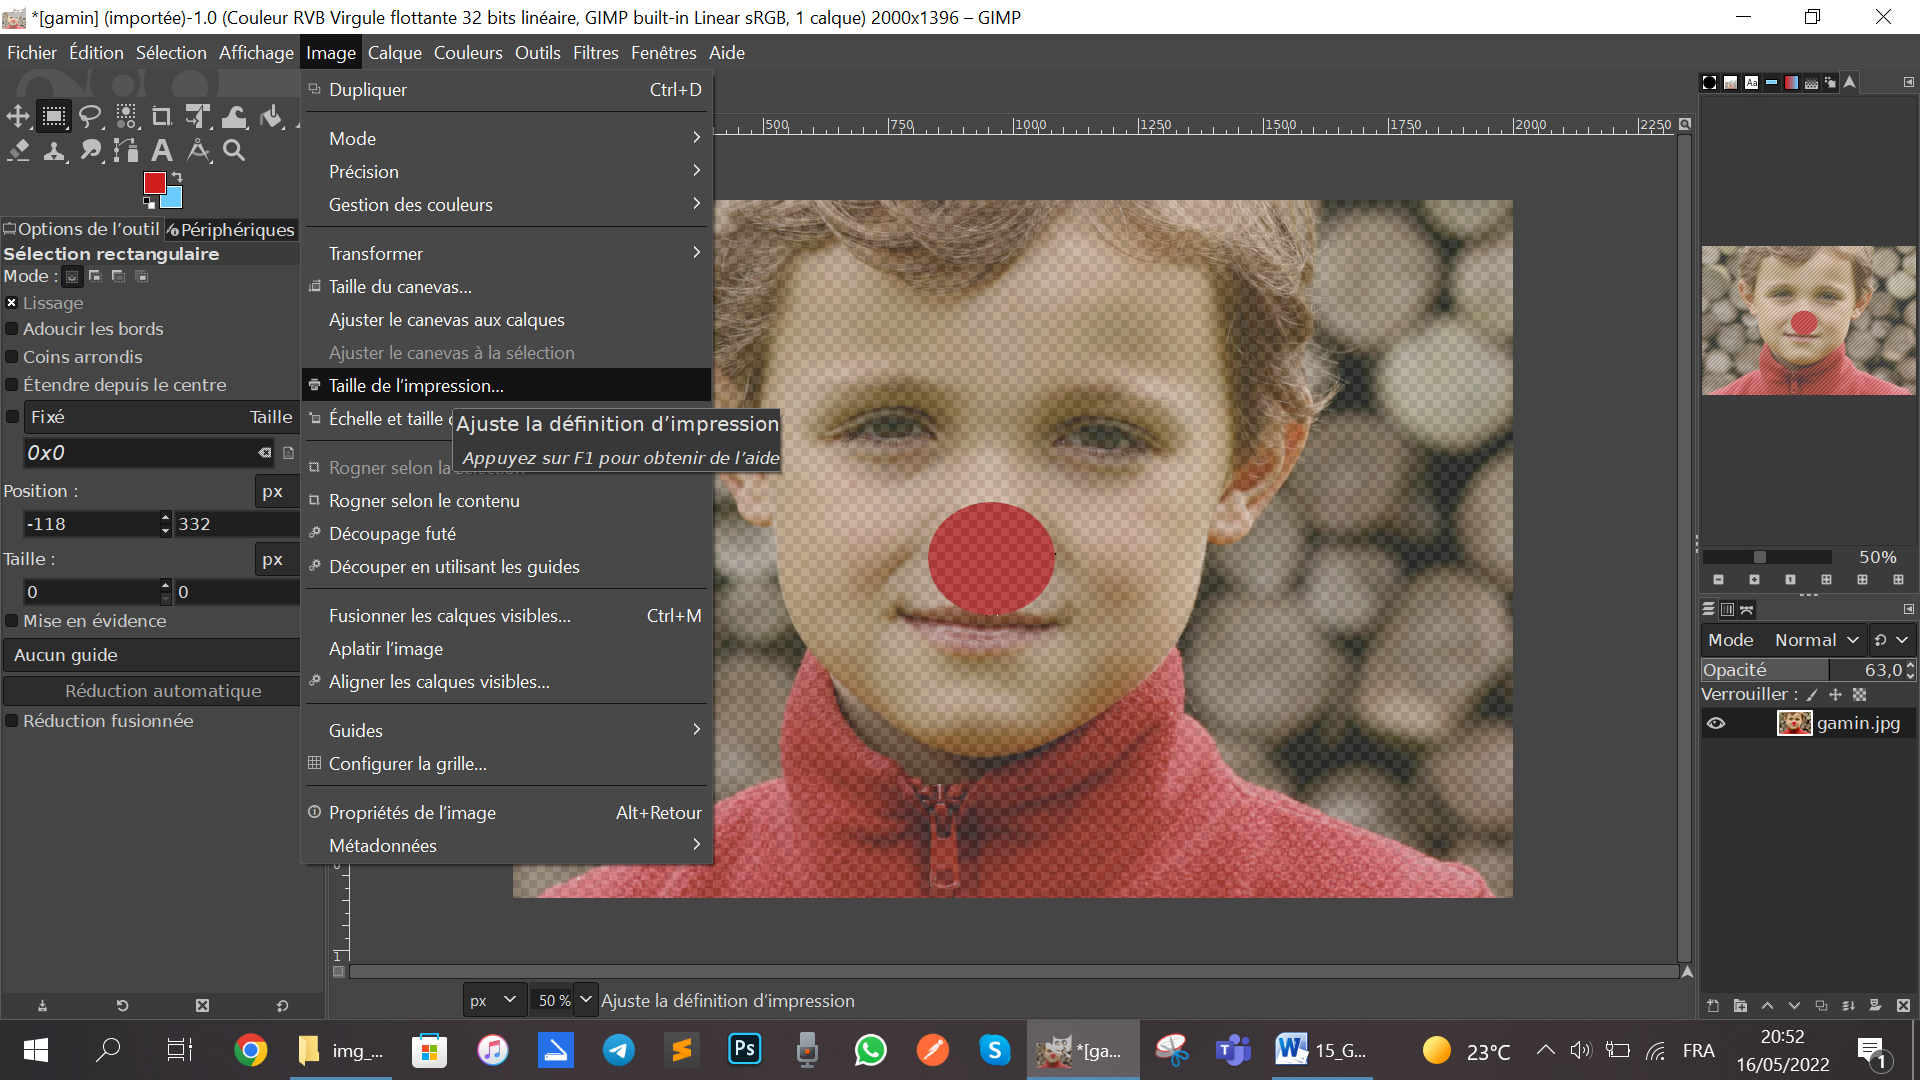 *[gamin] (importée)-1.0 (Couleur RVB Virgule flottante 32 bits linéaire, GIMP built-in Linear sRGB, 1 calque) 2000x1396 – GIMP
Fichier Édition Sélection Affichage Image Calque Couleurs Outils Filtres Fenêtres Aide
Dupliquer Ctrl+D
Mode
Précision
Gestion des couleurs
Transformer
Taille du canevas...
Ajuster le canevas aux calques
Ajuster le canevas à la sélection
Taille de l’impression...
Échelle et taille
Ajuste la définition d’impression
Appuyez sur F1 pour obtenir de l’aide
Rogner selon la
Rogner selon le contenu
Découpage futé
Découper en utilisant les guides
Fusionner les calques visibles... Ctrl+M
Aplatir l’image
Aligner les calques visibles...
Guides
Configurer la grille...
Propriétés de l’image Alt+Retour
Métadonnées
Options de l’outil Périphériques
Sélection rectangulaire
Mode :
Lissage
Adoucir les bords
Coins arrondis
Étendre depuis le centre
Fixé Taille
0x0
Position : px
-118 332
Taille : px
0 0
Mise en évidence
Aucun guide
Réduction automatique
Réduction fusionnée
500 750 1000 1250 1500 1750 2000 2250
1
Aa
50%
Mode Normal
Opacité 63,0
Verrouiller :
gamin.jpg
px 50 % Ajuste la définition d’impression
img_... Ps *[ga... 15_G... 23°C FRA
20:52
16/05/2022
1